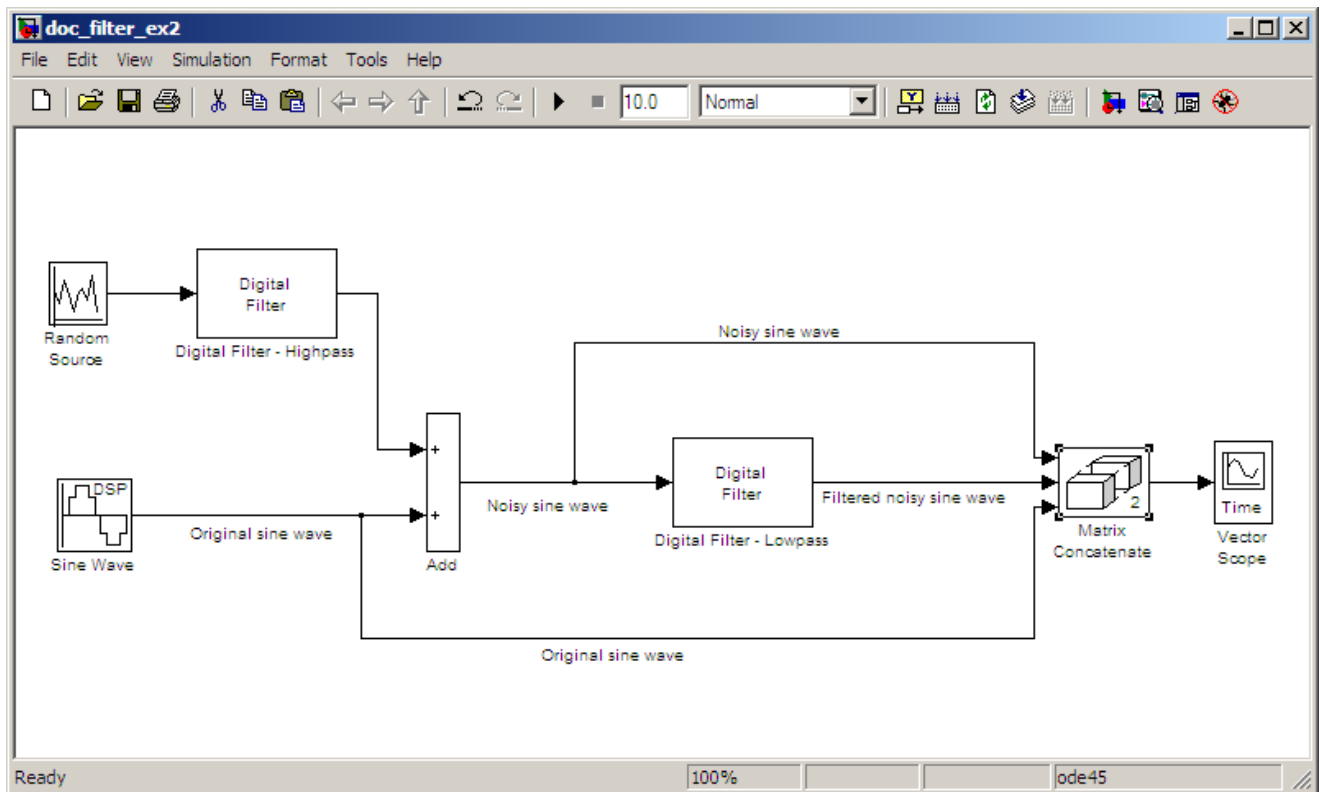 doc_filter_ex2
File Edit View Simulation Format Tools Help
10.0 Normal
Digital
Filter
Random
Source
Digital Filter - Highpass
Noisy sine wave
+
DSP
Sine Wave
Original sine wave
+
Add
Noisy sine wave
Digital
Filter
Digital Filter - Lowpass
Filtered noisy sine wave
2
Matrix
Concatenate
Time
Vector
Scope
Original sine wave
Ready 100% ode45